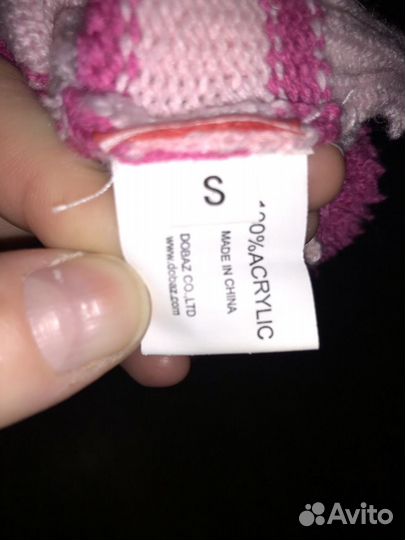 S
100% ACRYLIC
MADE IN CHINA
DOBAZ CO.,LTD
www.dobaz.com
Avito